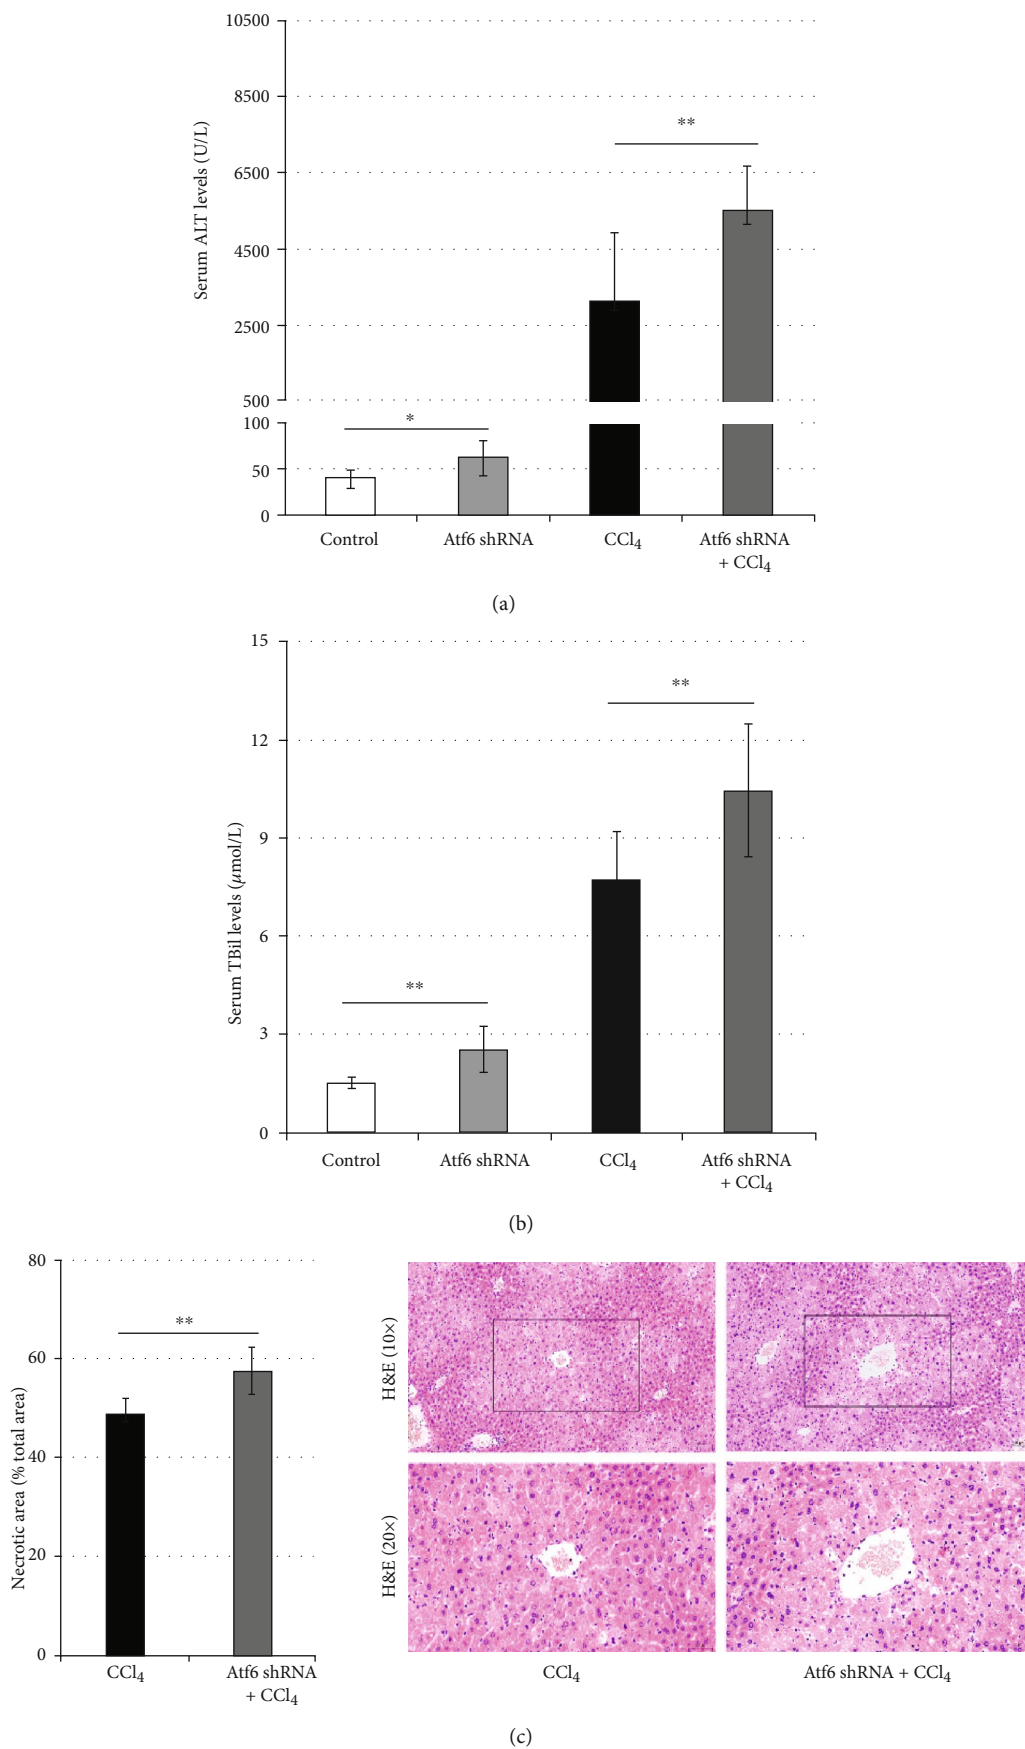 10500
8500
6500
4500
2500
500
100
50
0
Serum ALT levels (U/L)
**
*
Control
Atf6 shRNA
CCl₄
Atf6 shRNA
+ CCl₄
(a)
15
12
9
6
3
0
Serum TBil levels (μmol/L)
**
**
Control
Atf6 shRNA
CCl₄
Atf6 shRNA
+ CCl₄
(b)
80
60
40
20
0
Necrotic area (% total area)
**
CCl₄
Atf6 shRNA
+ CCl₄
H&E (10×)
H&E (20×)
CCl₄
Atf6 shRNA + CCl₄
(c)